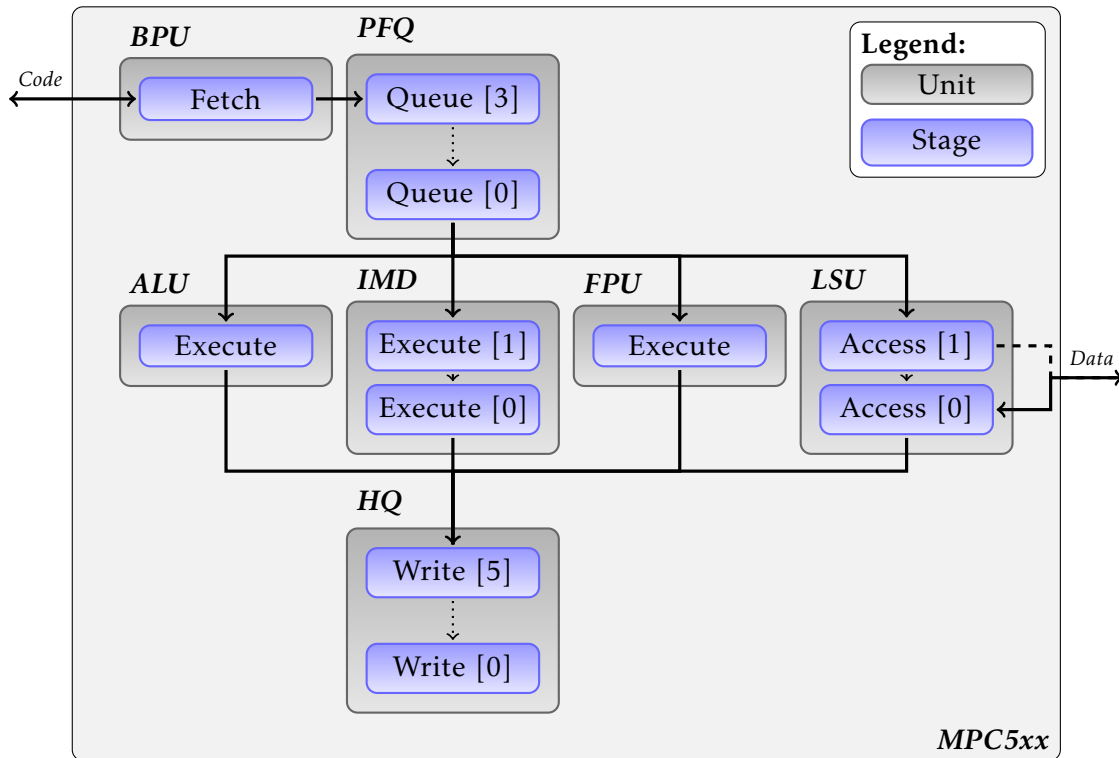 BPU
PFQ
Legend:
Unit
Stage
Code
Fetch
Queue [3]
Queue [0]
ALU
IMD
FPU
LSU
Execute
Execute [1]
Execute
Access [1]
Data
Execute [0]
Access [0]
HQ
Write [5]
Write [0]
MPC5xx